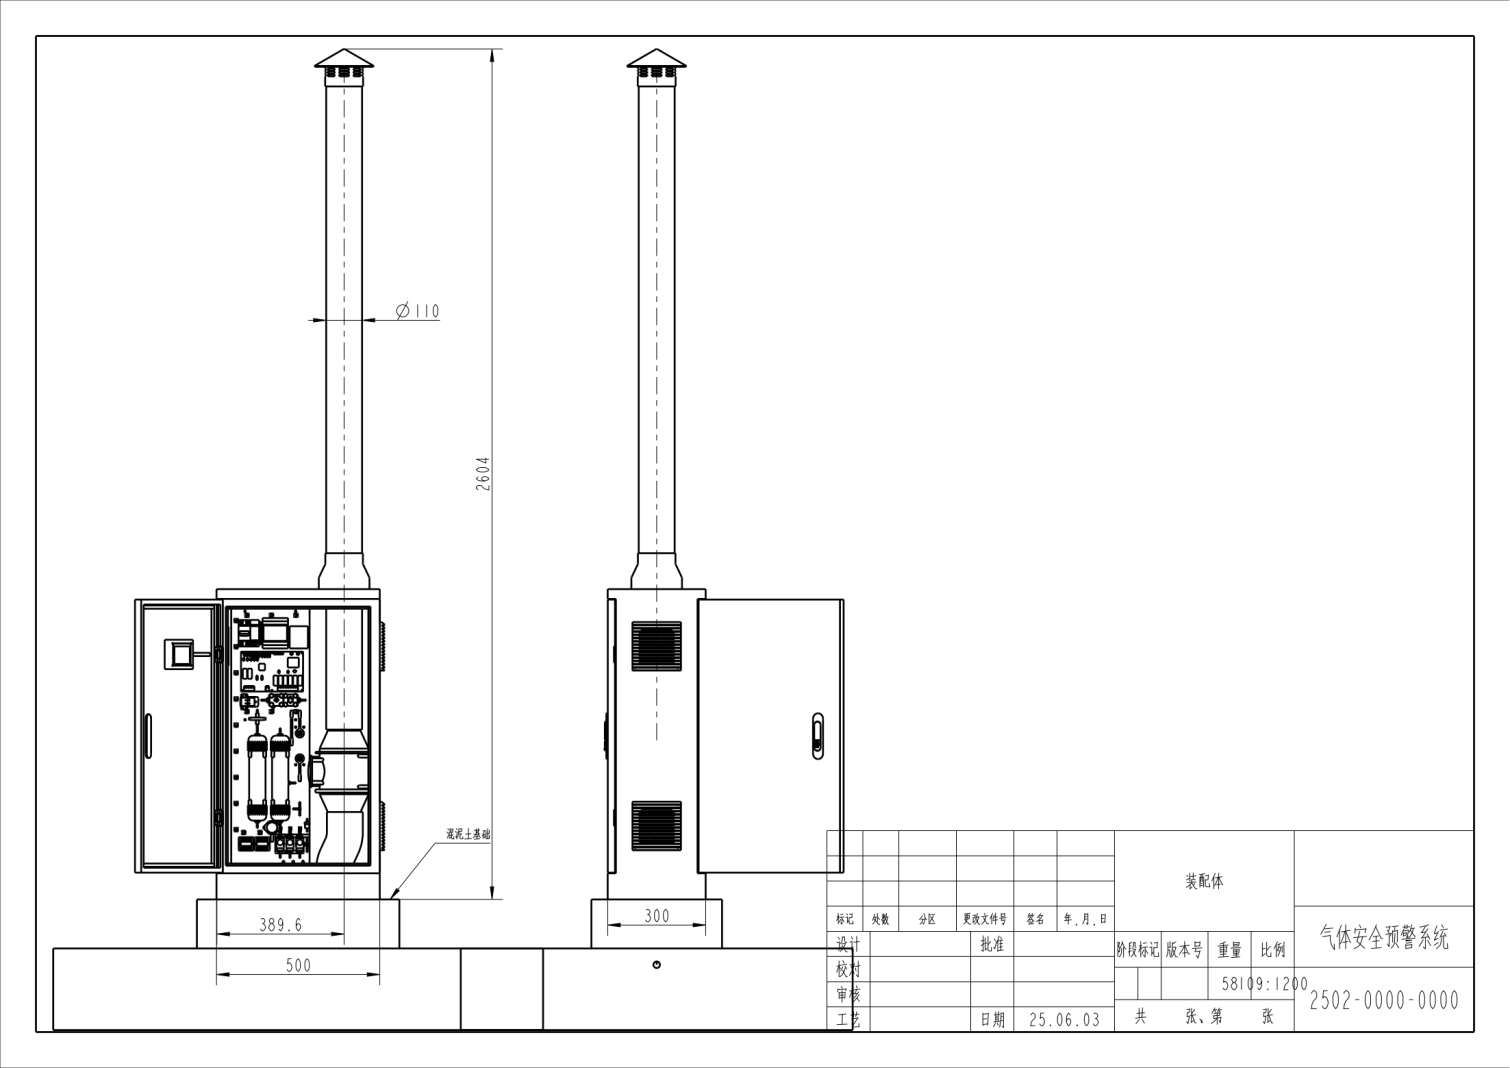 ∅110
2604
混泥土基础
389.6
500
300
装配体
标记 处数 分区 更改文件号 签名 年.月.日
设计 批准
气体安全预警系统
阶段标记 版本号 重量 比例
校对
58109:1200
审核
2502-0000-0000
工艺 日期 25.06.03
共 张、第 张